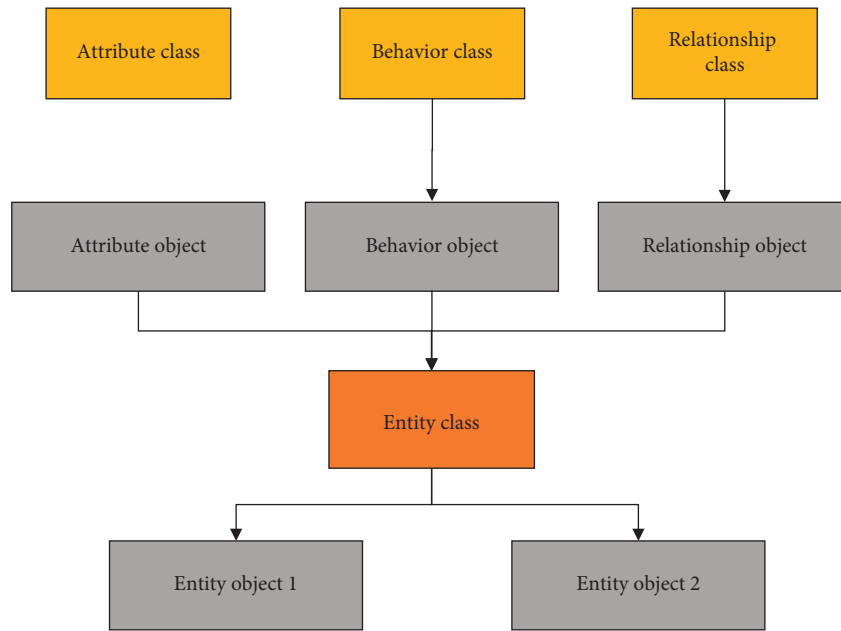 Attribute class
Behavior class
Relationship
class
Attribute object
Behavior object
Relationship object
Entity class
Entity object 1
Entity object 2